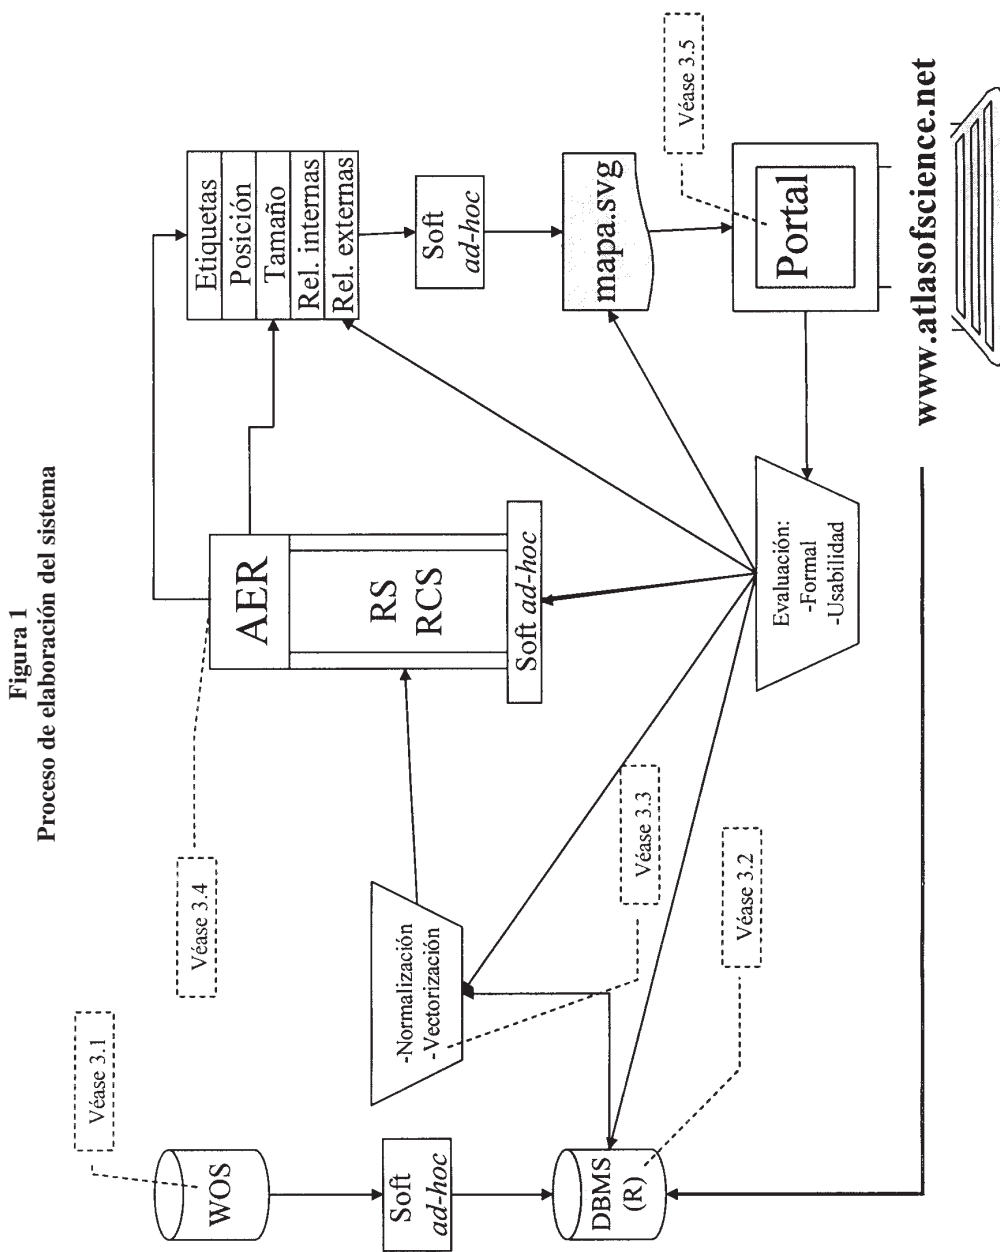 Figura 1
Proceso de elaboración del sistema
Véase 3.1
WOS
Soft
ad-hoc
DBMS
(R)
Véase 3.2
-Normalización
-Vectorización
Véase 3.3
Véase 3.4
AER
RS
RCS
Soft ad-hoc
Etiquetas
Posición
Tamaño
Rel. internas
Rel. externas
Soft
ad-hoc
mapa.svg
Véase 3.5
Portal
Evaluación:
-Formal
-Usabilidad
www.atlasofscience.net